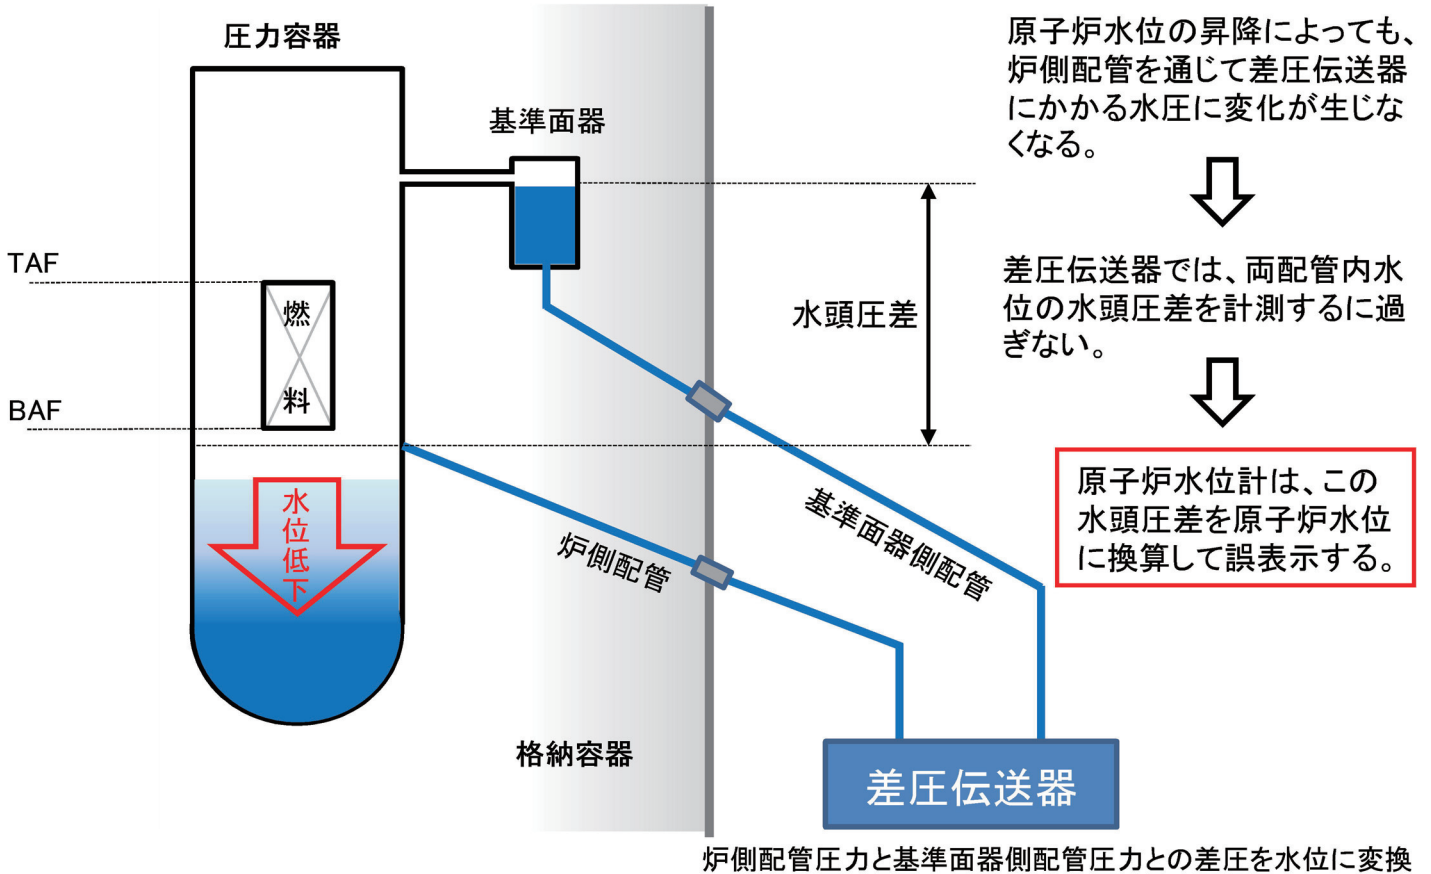 圧力容器
基準面器
TAF
燃
料
BAF
水位低下
水頭圧差
炉側配管
基準面器側配管
格納容器
差圧伝送器
炉側配管圧力と基準面器側配管圧力との差圧を水位に変換
原子炉水位の昇降によっても、
炉側配管を通じて差圧伝送器
にかかる水圧に変化が生じな
くなる。
差圧伝送器では、両配管内水
位の水頭圧差を計測するに過
ぎない。
原子炉水位計は、この
水頭圧差を原子炉水位
に換算して誤表示する。